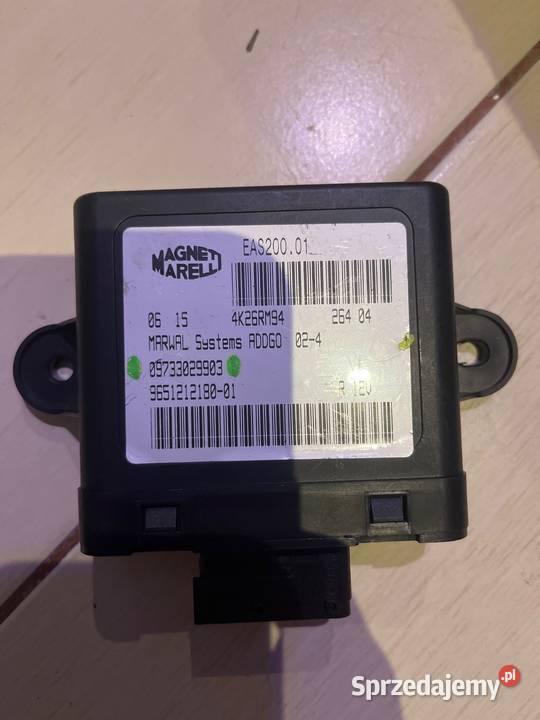 MAGNETI
MARELLI
EAS200.01
06 15 4K26RM94 264 04
MARWAL Systems ADDGO 02-4
09733029903
9651212180-01 R 12V
Sprzedajemy.pl